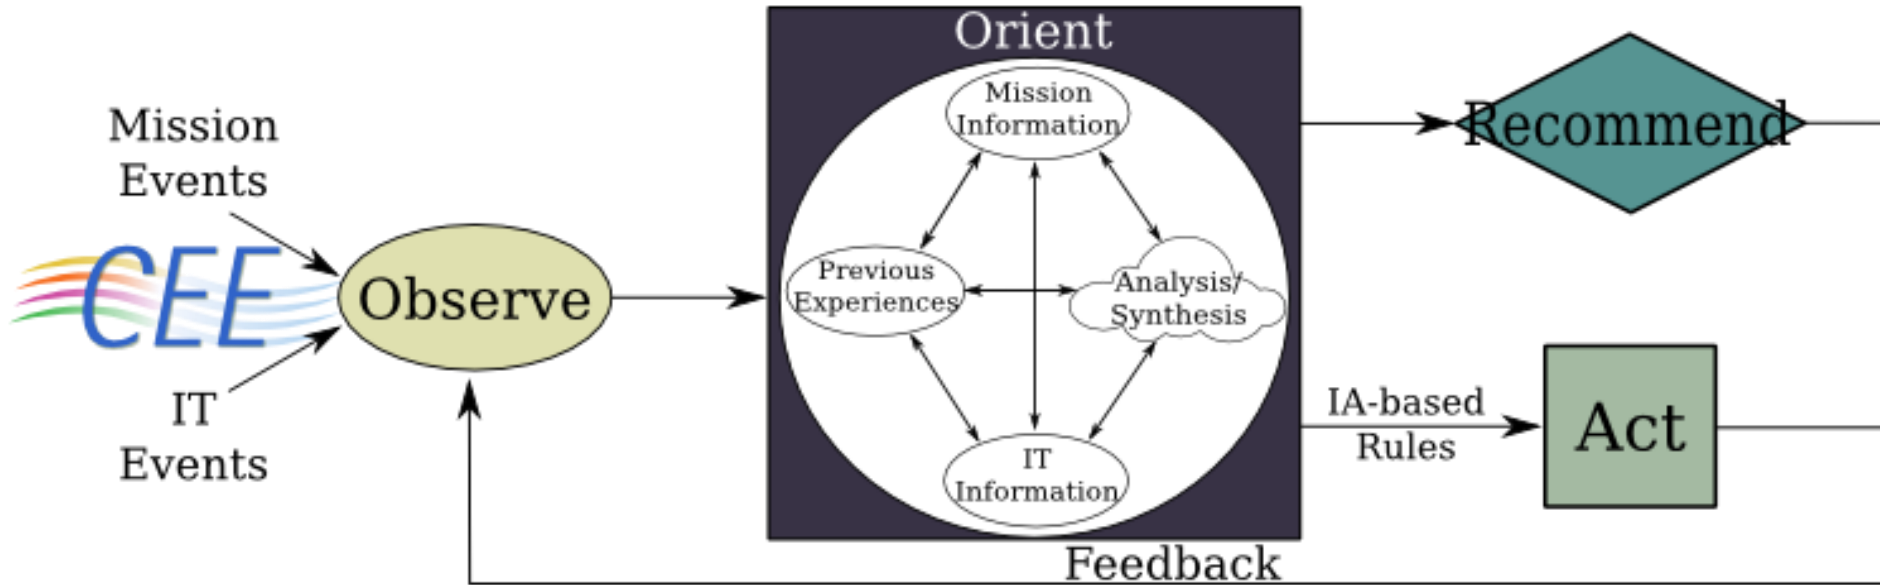 Mission
Events
CEE
IT
Events
Observe
Orient
Mission
Information
Previous
Experiences
Analysis/
Synthesis
IT
Information
Feedback
Recommend
IA-based
Rules
Act